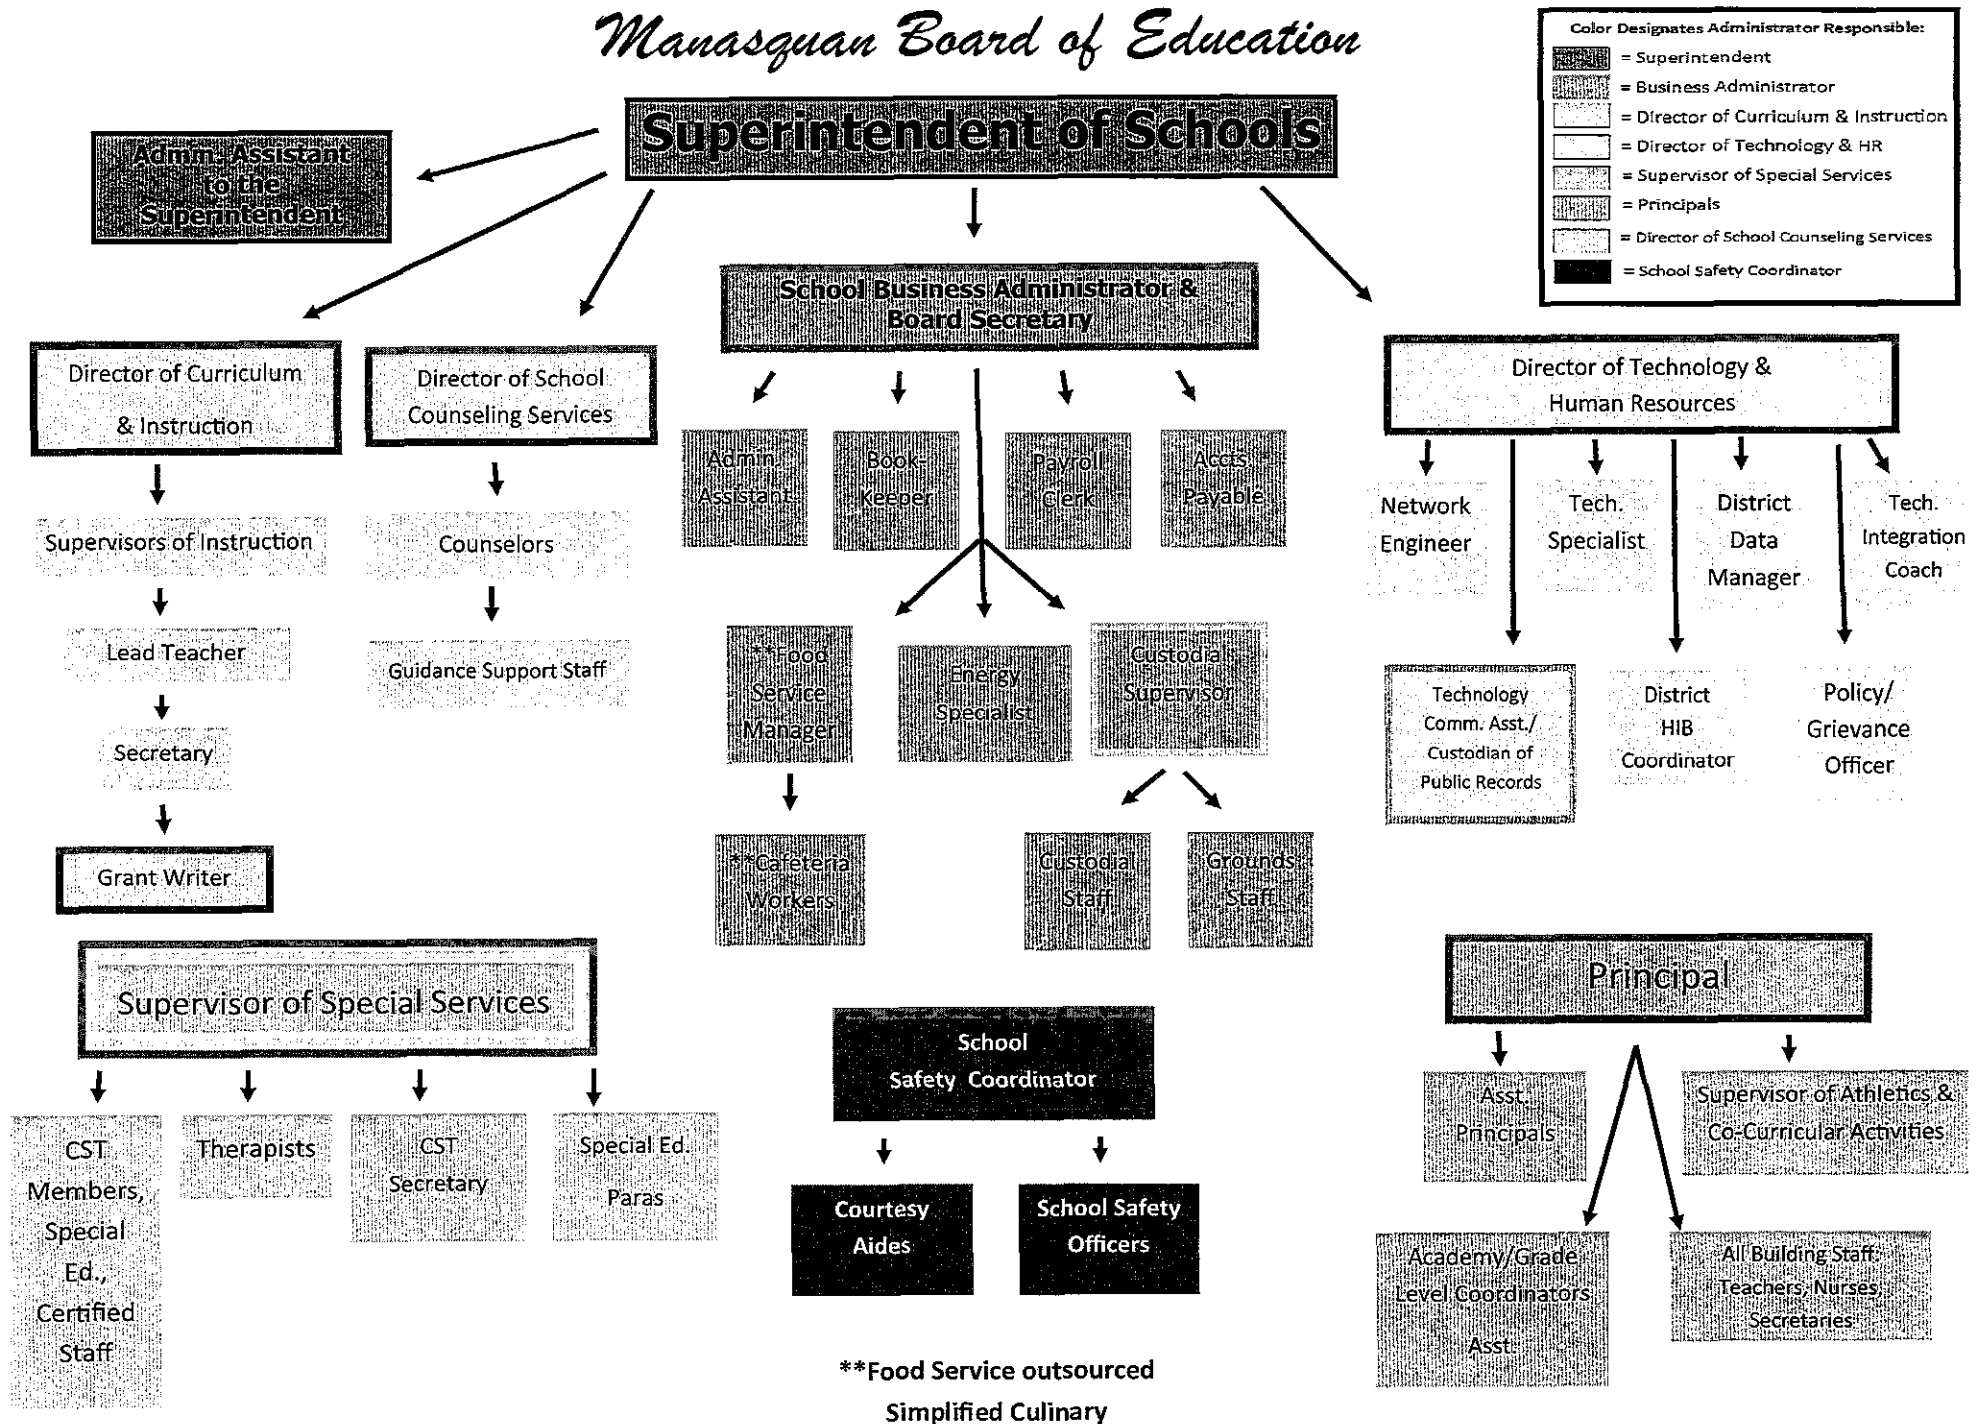 Manasquan Board of Education
Color Designates Administrator Responsible:
= Superintendent
= Business Administrator
= Director of Curriculum & Instruction
= Director of Technology & HR
= Supervisor of Special Services
= Principals
= Director of School Counseling Services
= School Safety Coordinator
Superintendent of Schools
Adm. Assistant
to the
Superintendent
School Business Administrator &
Board Secretary
Director of Curriculum
& Instruction
Director of School
Counseling Services
Director of Technology &
Human Resources
Supervisors of Instruction
Lead Teacher
Secretary
Grant Writer
Counselors
Guidance Support Staff
Admin.
Assistant
Book-
Keeper
Payroll
Clerk
Accts
Payable
**Food
Service
Manager
Energy
Specialist
Custodial
Supervisor
**Cafeteria
Workers
Custodial
Staff
Grounds
Staff
Network
Engineer
Tech.
Specialist
District
Data
Manager
Tech.
Integration
Coach
Technology
Comm. Asst./
Custodian of
Public Records
District
HIB
Coordinator
Policy/
Grievance
Officer
Supervisor of Special Services
CST
Members,
Special
Ed.,
Certified
Staff
Therapists
CST
Secretary
Special Ed.
Paras
School
Safety Coordinator
Courtesy
Aides
School Safety
Officers
Principal
Asst.
Principals
Supervisor of Athletics &
Co-Curricular Activities
Academy/Grade
Level Coordinators
Asst.
All Building Staff:
Teachers, Nurses,
Secretaries
**Food Service outsourced
Simplified Culinary